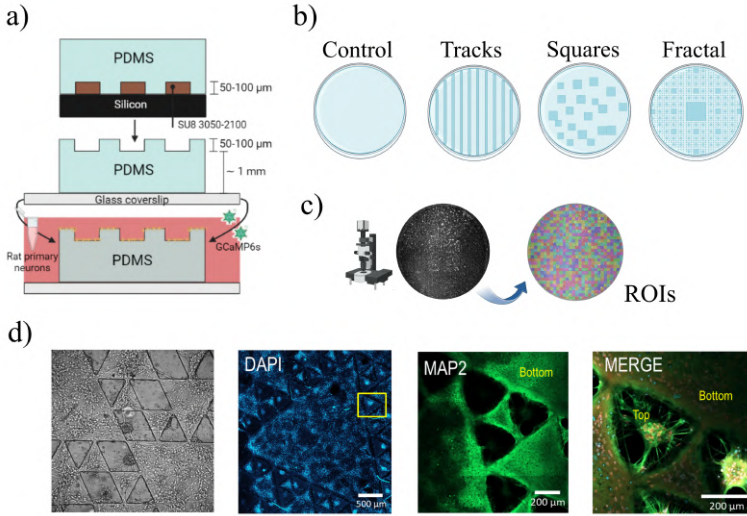 a)
PDMS
50-100 µm
Silicon
SU8 3050-2100
50-100 µm
PDMS
~ 1 mm
Glass coverslip
Rat primary
neurons
GCaMP6s
PDMS
b)
Control Tracks Squares Fractal
c)
ROIs
d)
DAPI
500 µm
MAP2
Bottom
200 µm
MERGE
Bottom
Top
200 µm